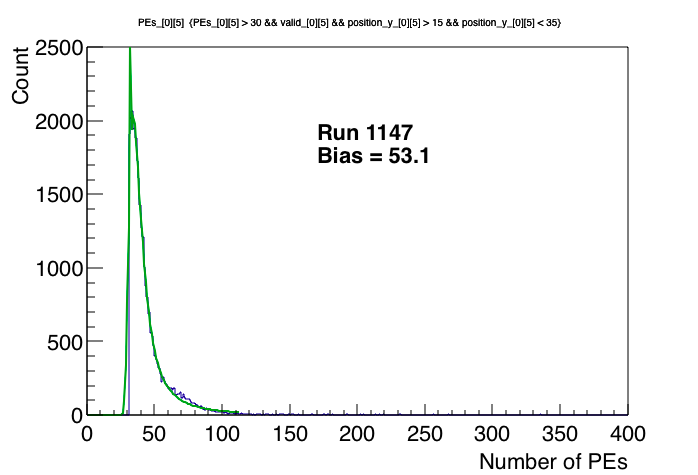 PEs_[0][5] {PEs_[0][5] > 30 && valid_[0][5] && position_y_[0][5] > 15 && position_y_[0][5] < 35}
Count
2500
2000
1500
1000
500
0
Run 1147
Bias = 53.1
0 50 100 150 200 250 300 350 400
Number of PEs